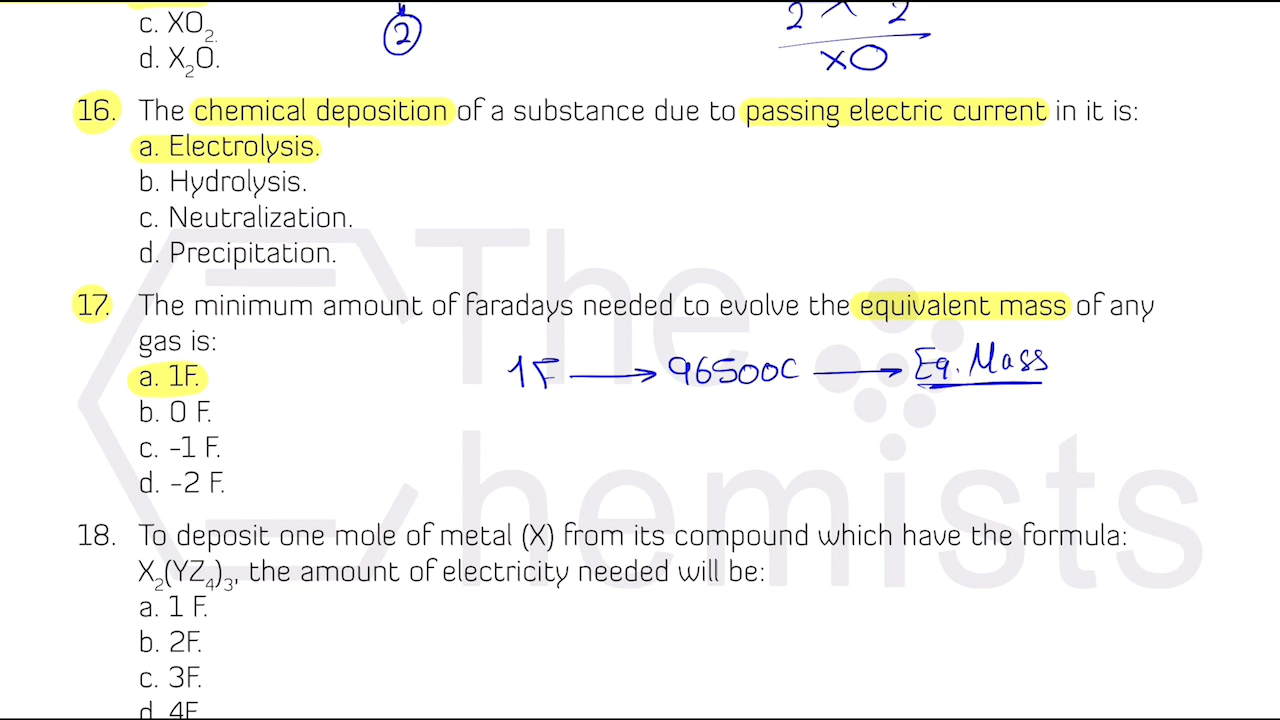 c. XO2.
2
2 2
XO
d. X2O.
16. The chemical deposition of a substance due to passing electric current in it is:
a. Electrolysis.
b. Hydrolysis.
c. Neutralization.
d. Precipitation.
17. The minimum amount of faradays needed to evolve the equivalent mass of any
gas is:
a. 1F.
1F → 96500C → Eq. Mass
b. 0 F.
c. -1 F.
d. -2 F.
18. To deposit one mole of metal (X) from its compound which have the formula:
X2(YZ4)3, the amount of electricity needed will be:
a. 1 F.
b. 2F.
c. 3F.
d. 4F
The
Chemists